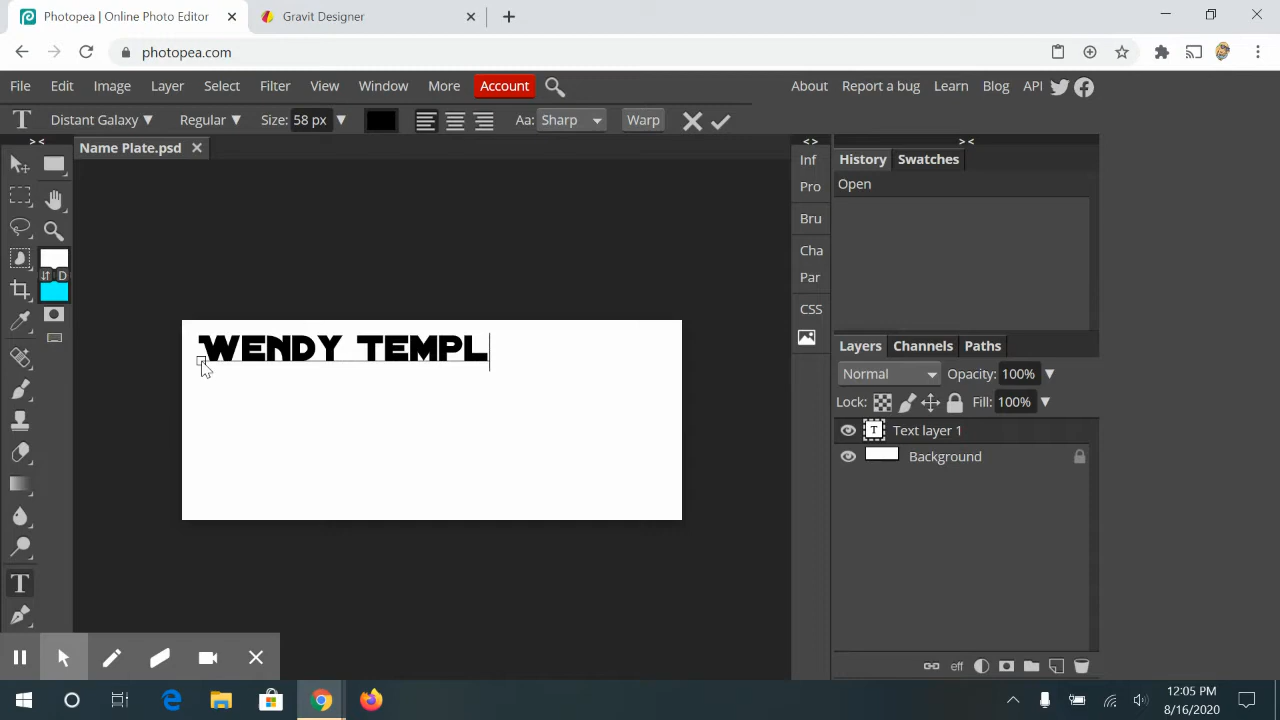 Photopea | Online Photo Editor
Gravit Designer
photopea.com
File Edit Image Layer Select Filter View Window More Account About Report a bug Learn Blog API
Distant Galaxy Regular Size: 58 px Aa: Sharp Warp
Name Plate.psd
WENDY TEMPL
D
Inf
Pro
Bru
Cha
Par
CSS
History Swatches
Open
Layers Channels Paths
Normal Opacity: 100%
Lock: Fill: 100%
T Text layer 1
Background
eff
12:05 PM
8/16/2020